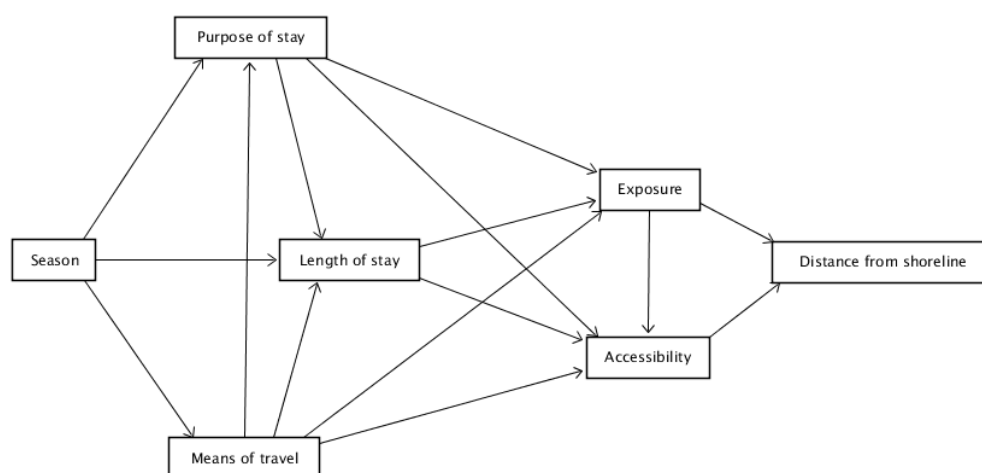 Purpose of stay
Exposure
Season
Length of stay
Distance from shoreline
Accessibility
Means of travel